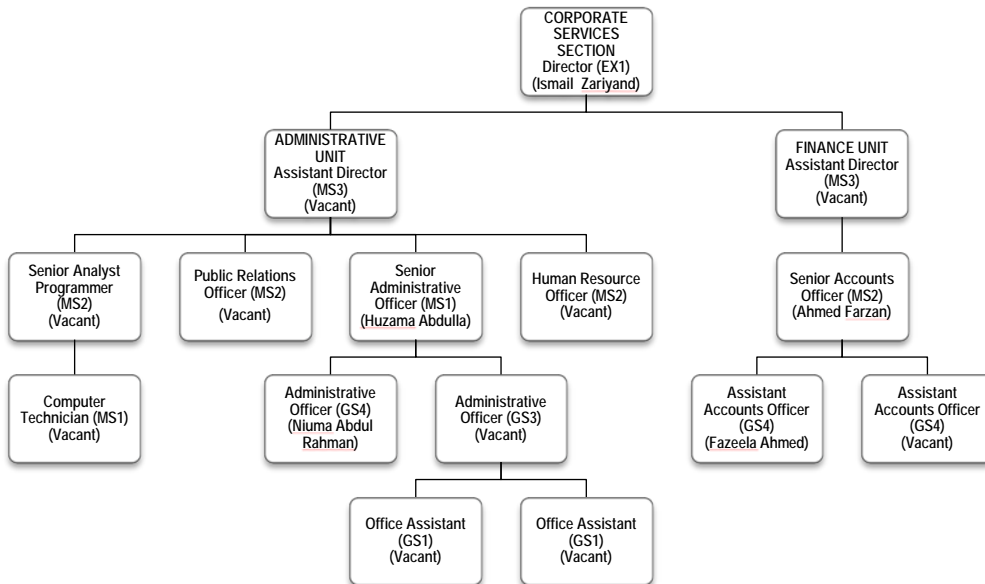 CORPORATE
SERVICES
SECTION
Director (EX1)
(Ismail Zariyand)
ADMINISTRATIVE
UNIT
Assistant Director
(MS3)
(Vacant)
FINANCE UNIT
Assistant Director
(MS3)
(Vacant)
Senior Analyst
Programmer
(MS2)
(Vacant)
Public Relations
Officer (MS2)
(Vacant)
Senior
Administrative
Officer (MS1)
(Huzama Abdulla)
Human Resource
Officer (MS2)
(Vacant)
Senior Accounts
Officer (MS2)
(Ahmed Farzan)
Computer
Technician (MS1)
(Vacant)
Administrative
Officer (GS4)
(Niuma Abdul
Rahman)
Administrative
Officer (GS3)
(Vacant)
Assistant
Accounts Officer
(GS4)
(Fazeela Ahmed)
Assistant
Accounts Officer
(GS4)
(Vacant)
Office Assistant
(GS1)
(Vacant)
Office Assistant
(GS1)
(Vacant)